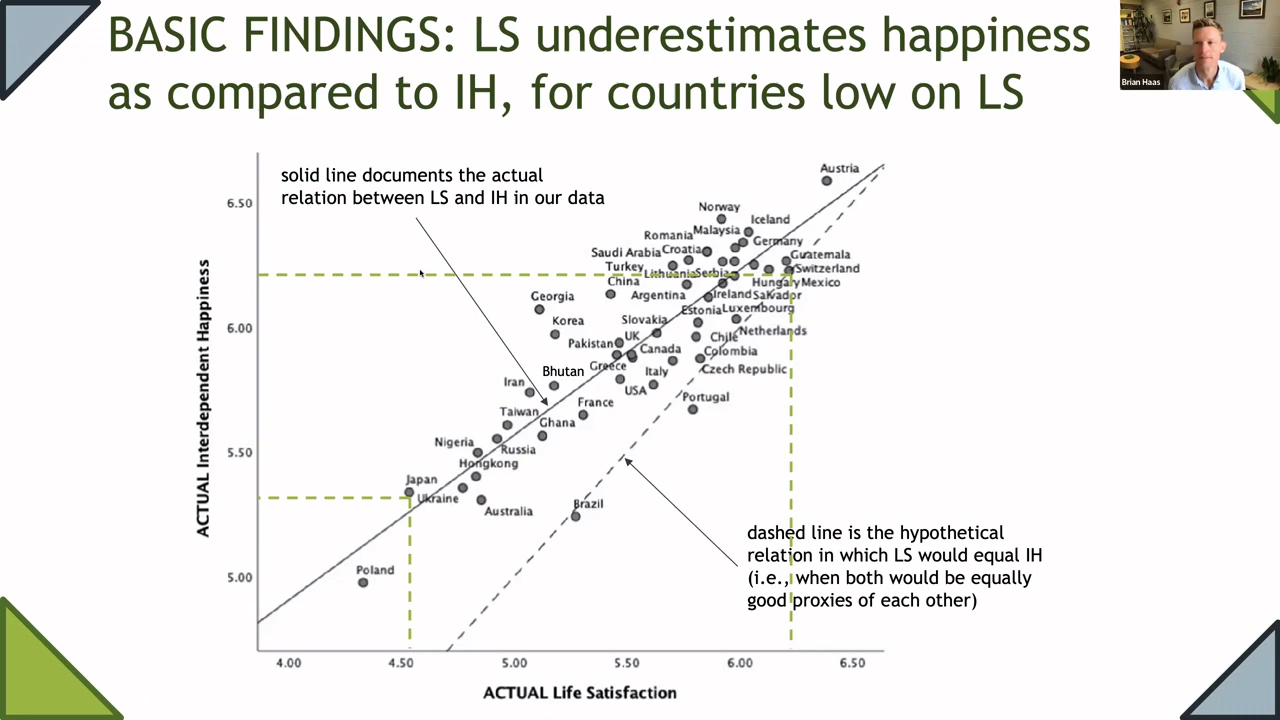 BASIC FINDINGS: LS underestimates happiness
as compared to IH, for countries low on LS
Brian Haas
solid line documents the actual
relation between LS and IH in our data
ACTUAL Interdependent Happiness
6.50
6.00
5.50
5.00
Austria
Norway
Iceland
Malaysia
Romania
Germany
Croatia
Saudi Arabia
Guatemala
Turkey
Switzerland
Lithuania
Serbia
China
Hungary
Mexico
Georgia
Argentina
Ireland
Salvador
Estonia
Luxembourg
Korea
Slovakia
Netherlands
UK
Chile
Pakistan
Canada
Colombia
Bhutan
Greece
Italy
Czech Republic
Iran
USA
Portugal
France
Taiwan
Ghana
Nigeria
Russia
Hongkong
Japan
Ukraine
Australia
Brazil
Poland
dashed line is the hypothetical
relation in which LS would equal IH
(i.e., when both would be equally
good proxies of each other)
4.00
4.50
5.00
5.50
6.00
6.50
ACTUAL Life Satisfaction